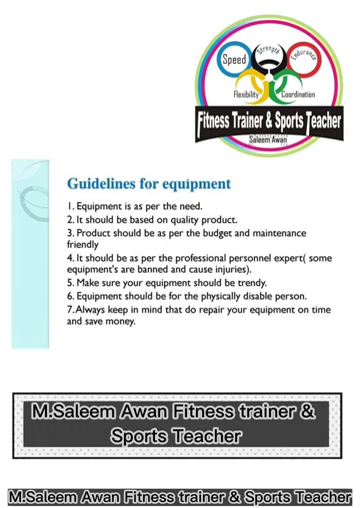 Speed
Strength
Endurance
Flexibility
Coordination
Fitness Trainer & Sports Teacher
Saleem Awan
Guidelines for equipment
1. Equipment is as per the need.
2. It should be based on quality product.
3. Product should be as per the budget and maintenance
friendly
4. It should be as per the professional personnel expert( some
equipment's are banned and cause injuries).
5. Make sure your equipment should be trendy.
6. Equipment should be for the physically disable person.
7. Always keep in mind that do repair your equipment on time
and save money.
M.Saleem Awan Fitness trainer &
Sports Teacher
M.Saleem Awan Fitness trainer & Sports Teacher